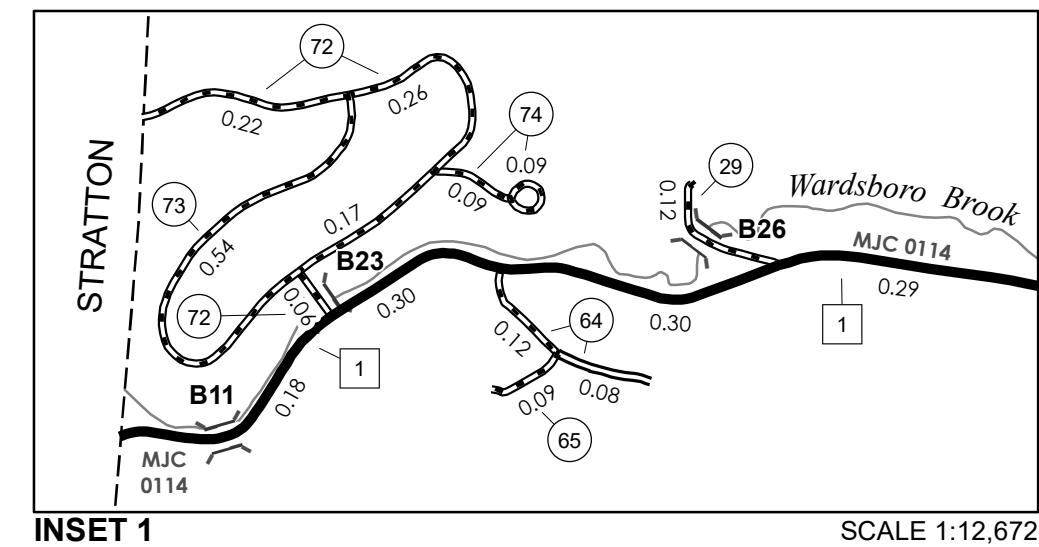 72
0.22
0.26
74
0.09
0.09
29
0.12
Wardsboro Brook
B26
MJC 0114
0.29
1
STRATTON
73
0.54
0.17
B23
72
0.06
0.30
0.30
64
0.12
0.08
0.09
65
1
0.18
B11
MJC
0114
INSET 1
SCALE 1:12,672